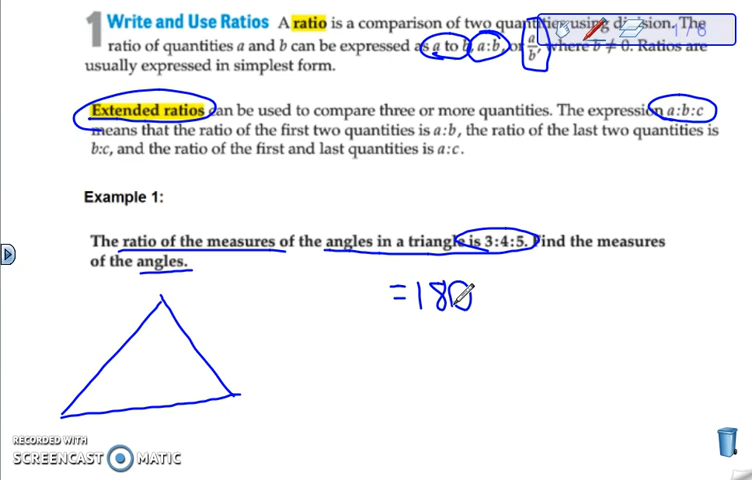 1 Write and Use Ratios A ratio is a comparison of two quantities using division. The
ratio of quantities a and b can be expressed as a to b, a:b, or a/b, where b ≠ 0. Ratios are
usually expressed in simplest form.
Extended ratios can be used to compare three or more quantities. The expression a:b:c
means that the ratio of the first two quantities is a:b, the ratio of the last two quantities is
b:c, and the ratio of the first and last quantities is a:c.
Example 1:
The ratio of the measures of the angles in a triangle is 3:4:5. Find the measures
of the angles.
=180
RECORDED WITH
SCREENCAST MATIC